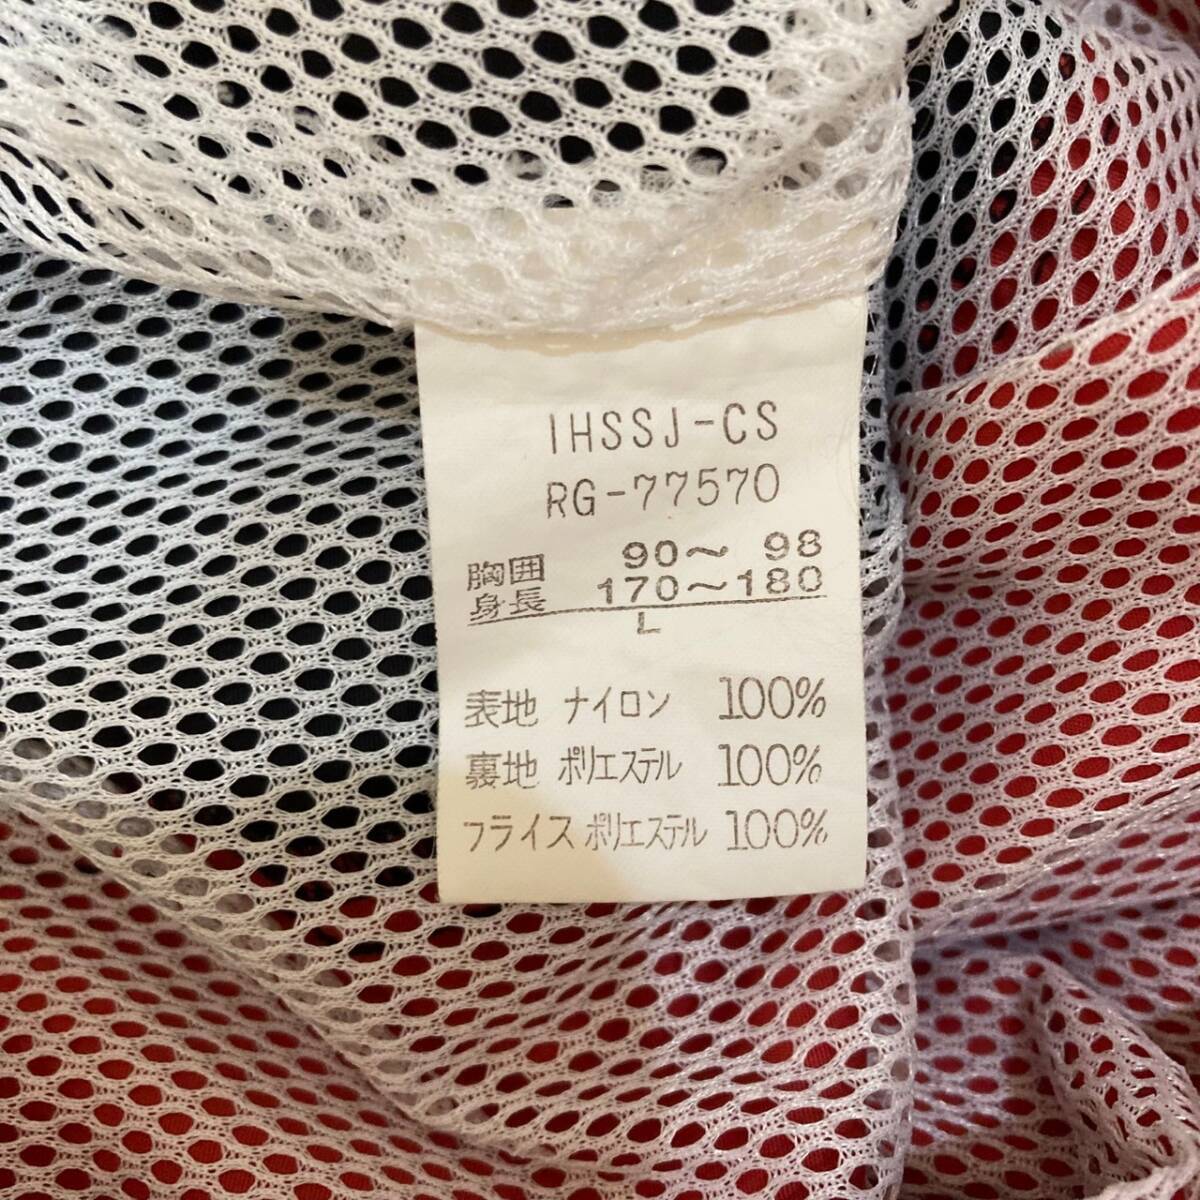 IHSSJ-CS
RG-77570
胸囲 90～ 98
身長 170～180
L
表地 ナイロン 100%
裏地 ポリエステル 100%
フライス ポリエステル 100%